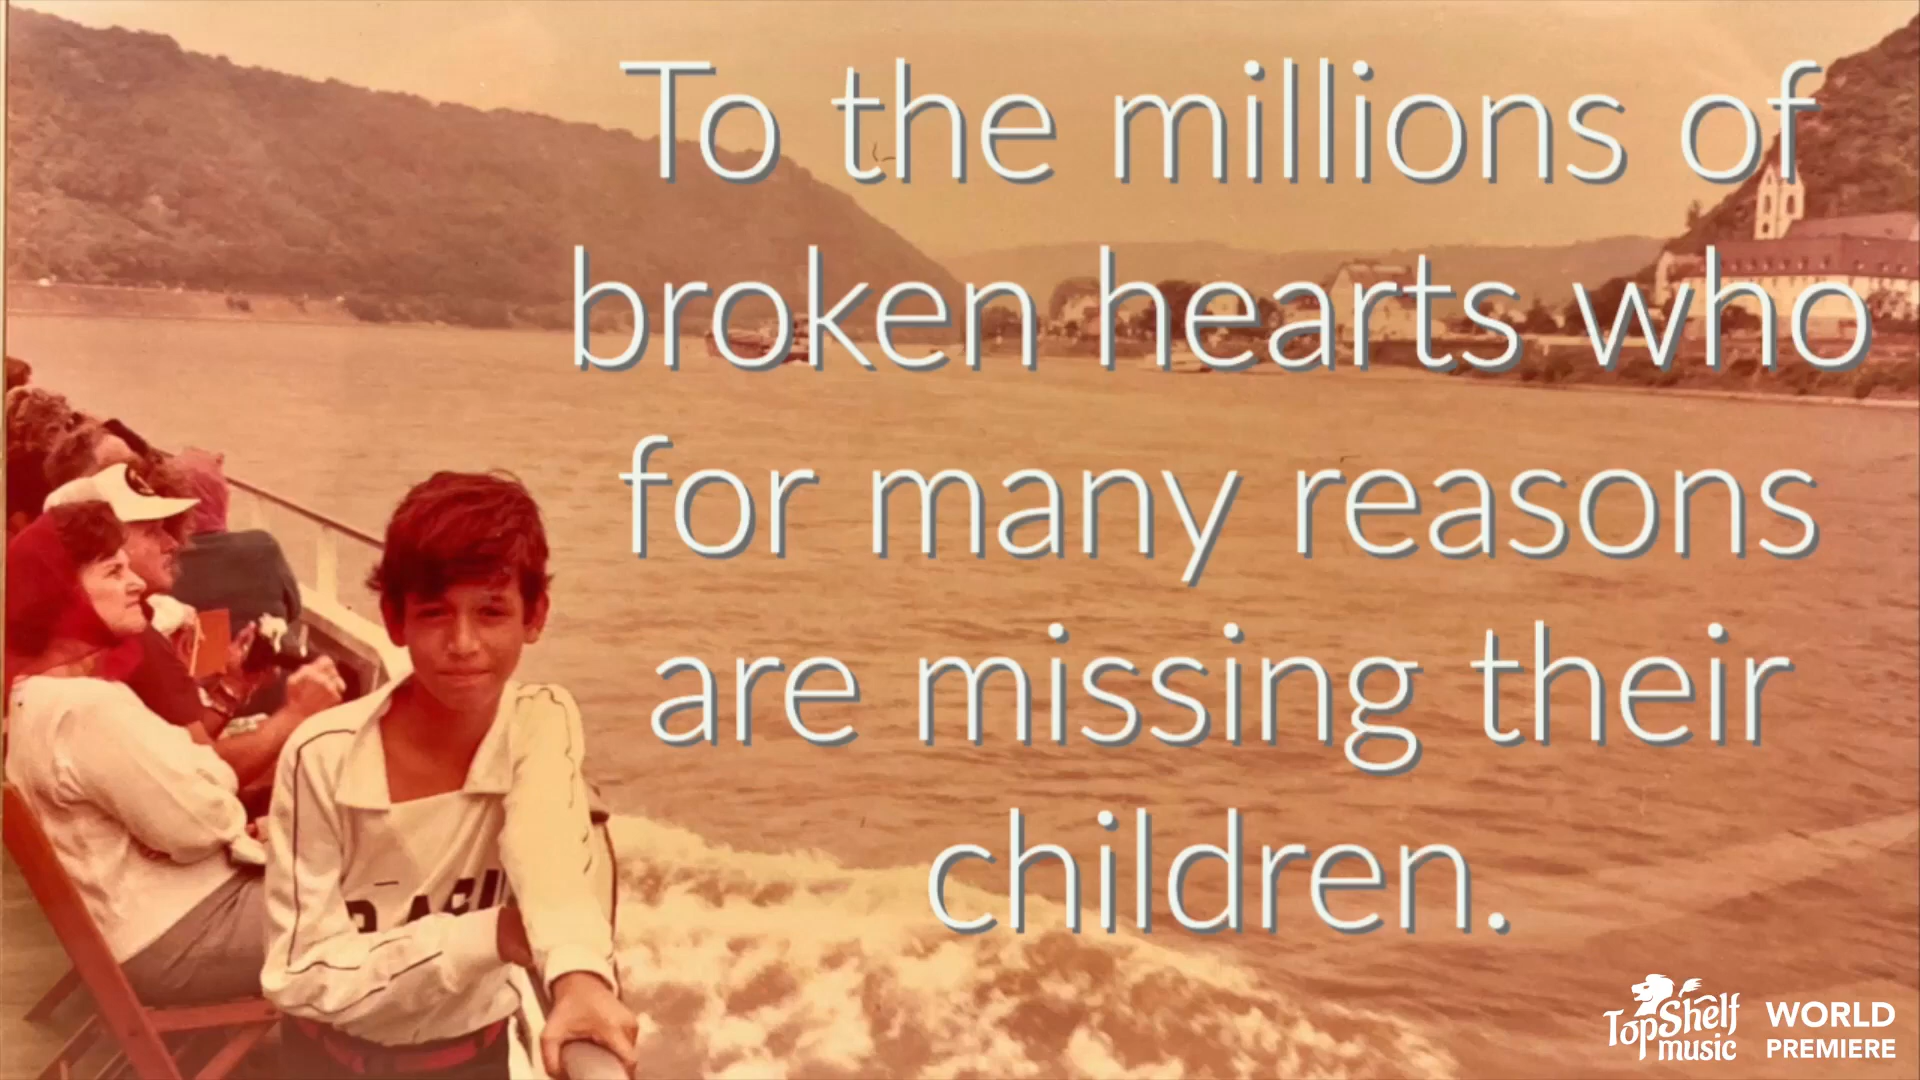 To the millions of
broken hearts who
for many reasons
are missing their
children.
TopShelf
music
WORLD
PREMIERE